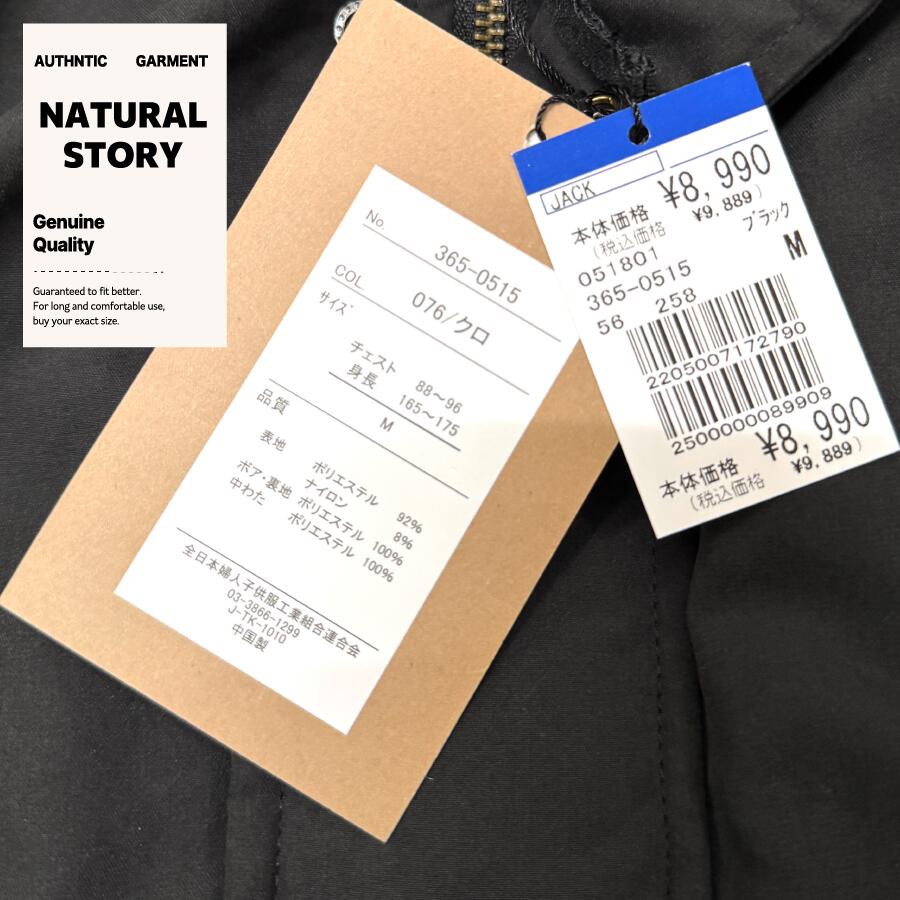 AUTHNTIC GARMENT
NATURAL
STORY
Genuine
Quality
Guaranteed to fit better.
For long and comfortable use,
buy your exact size.
No. 365-0515
COL. 076/クロ
サイズ
チェスト 88～96
身長 165～175
M
品質
表地 ポリエステル 92%
ナイロン 8%
ボア・裏地 ポリエステル 100%
中わた ポリエステル 100%
全日本婦人子供服工業組合連合会
03-3866-1299
J-TK-1010
中国製
JACK
本体価格 ¥8,990
(税込価格 ¥9,889)
051801 ブラック
365-0515 M
56 258
2205007172790
2500000089909
本体価格 ¥8,990
(税込価格 ¥9,889)